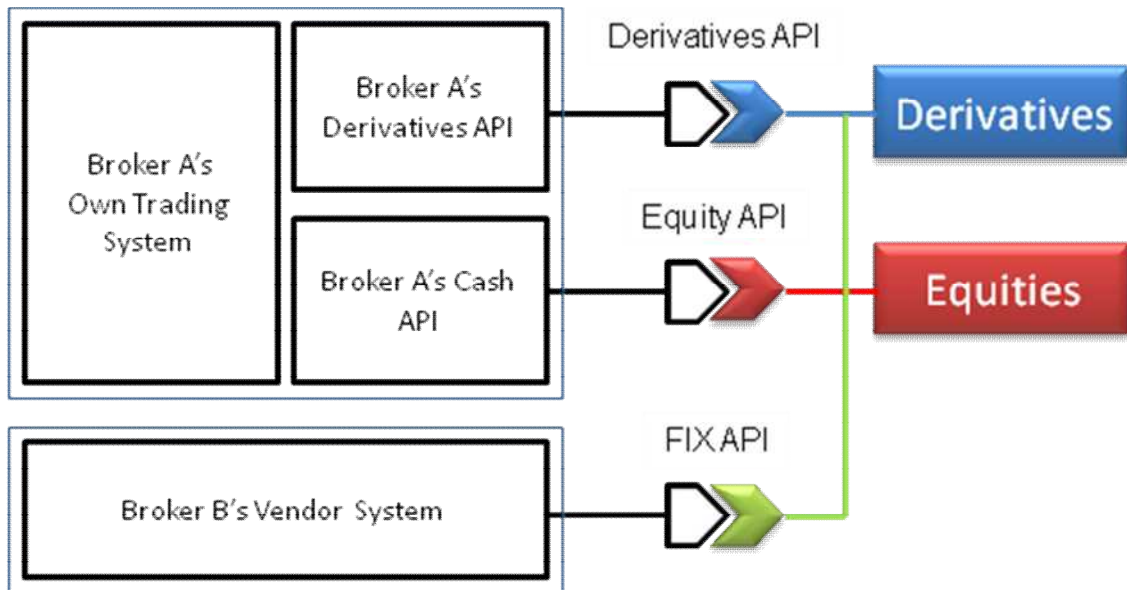 Broker A's
Own Trading
System
Broker A's
Derivatives API
Broker A's Cash
API
Derivatives API
Equity API
Derivatives
Equities
Broker B's Vendor System
FIX API